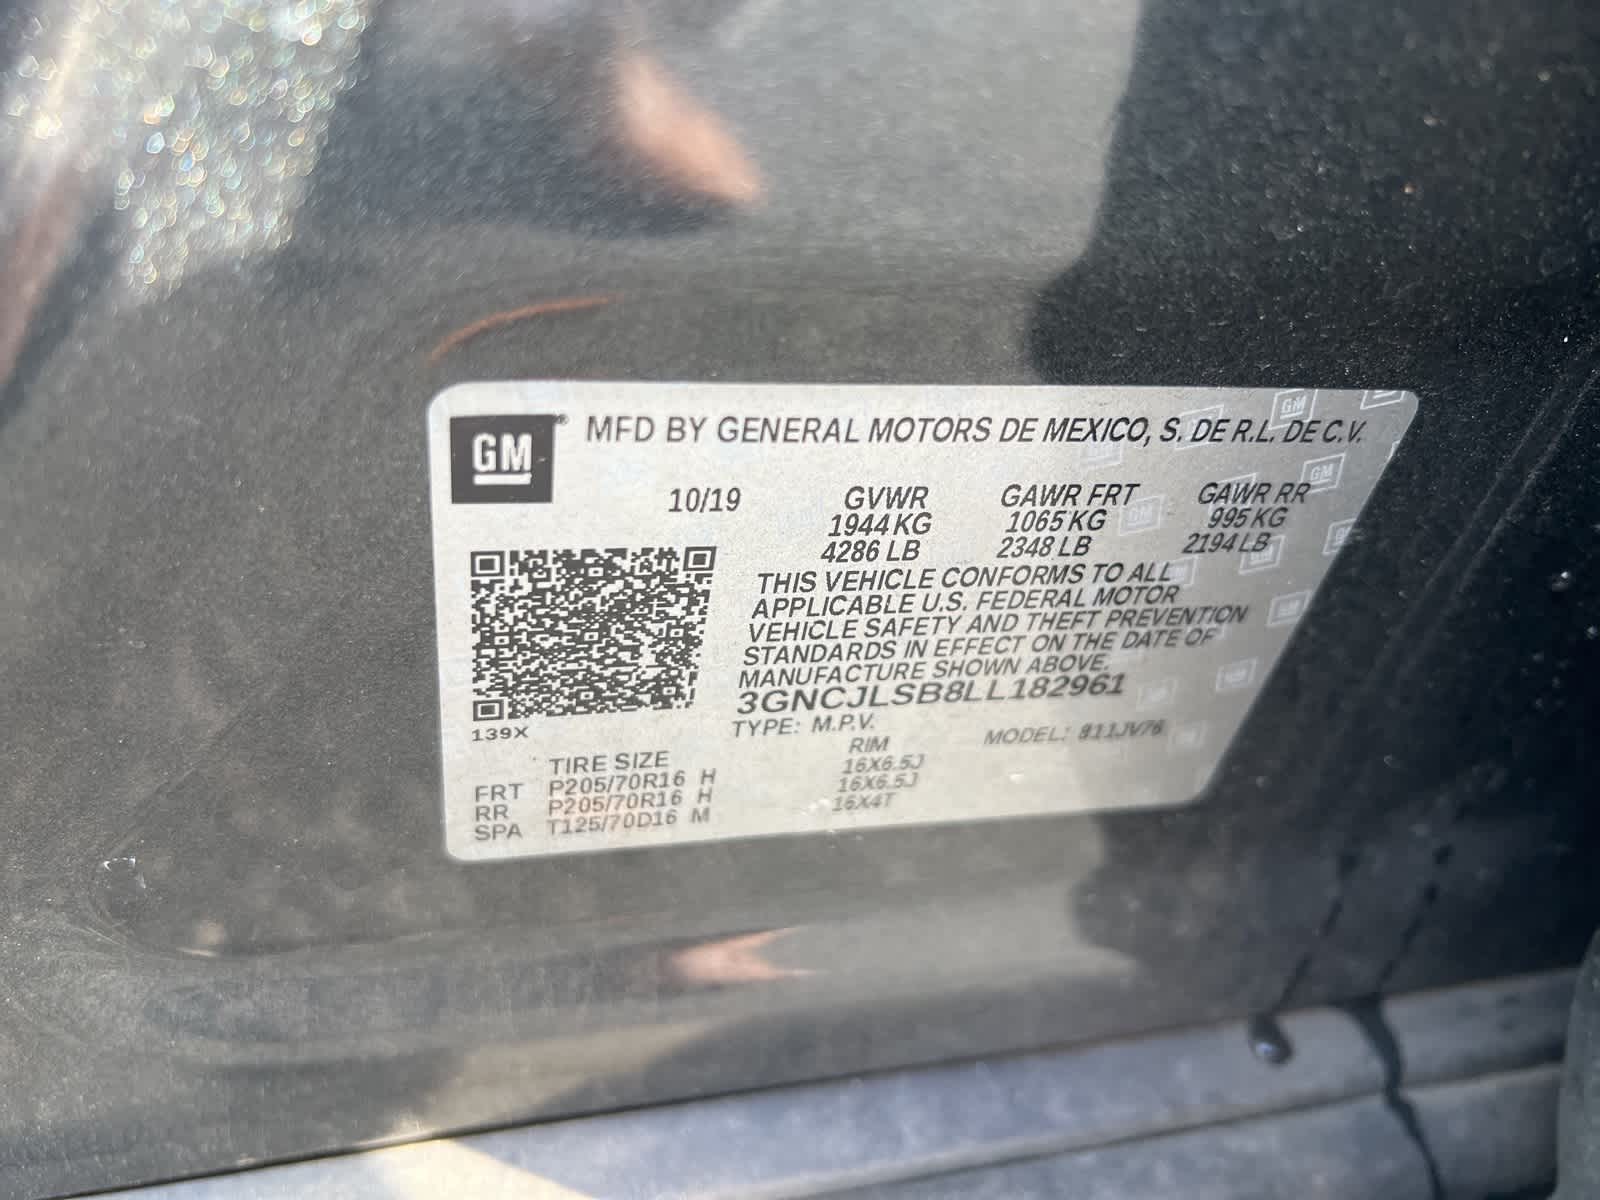 GM® MFD BY GENERAL MOTORS DE MEXICO, S. DE R.L. DE C.V.
10/19 GVWR GAWR FRT GAWR RR
1944 KG 1065 KG 995 KG
4286 LB 2348 LB 2194 LB
THIS VEHICLE CONFORMS TO ALL
APPLICABLE U.S. FEDERAL MOTOR
VEHICLE SAFETY AND THEFT PREVENTION
STANDARDS IN EFFECT ON THE DATE OF
MANUFACTURE SHOWN ABOVE.
3GNCJLSB8LL182961
139X
TYPE: M.P.V. MODEL: 811JV76
TIRE SIZE RIM
FRT P205/70R16 H 16X6.5J
RR P205/70R16 H 16X6.5J
SPA T125/70D16 M 16X4T